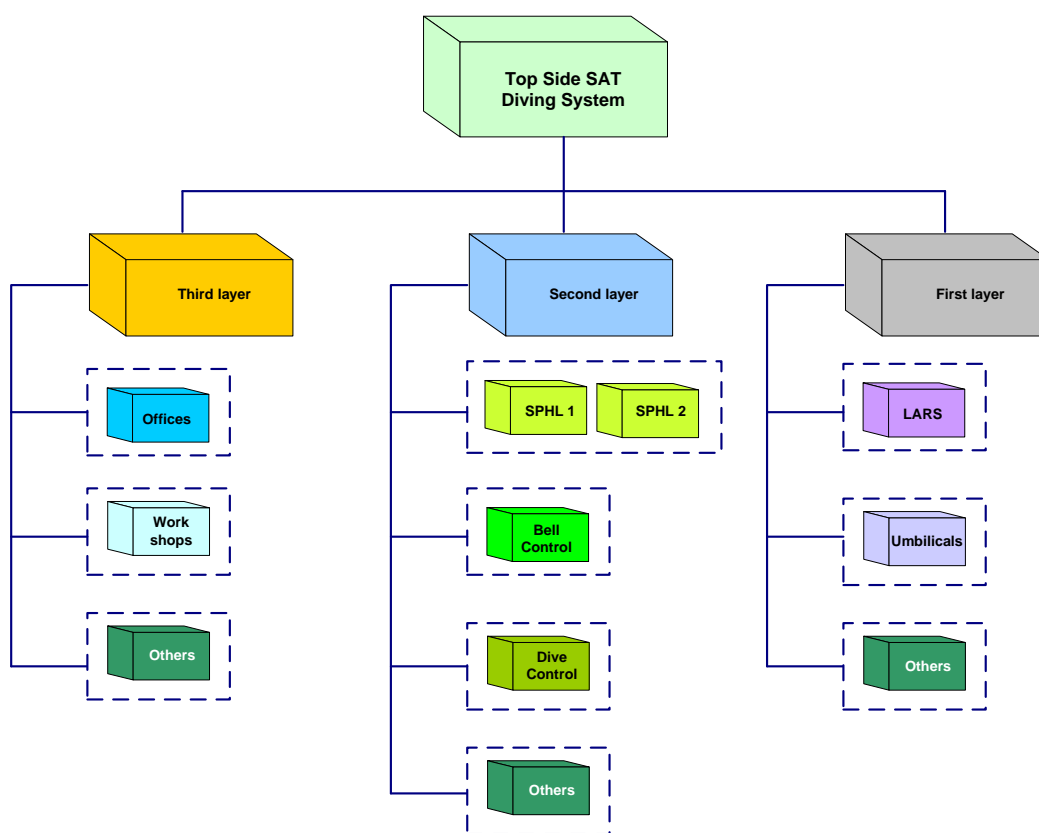 Top Side SAT
Diving System
Third layer
Second layer
First layer
Offices
SPHL 1
SPHL 2
LARS
Work
shops
Bell
Control
Umbilicals
Others
Dive
Control
Others
Others